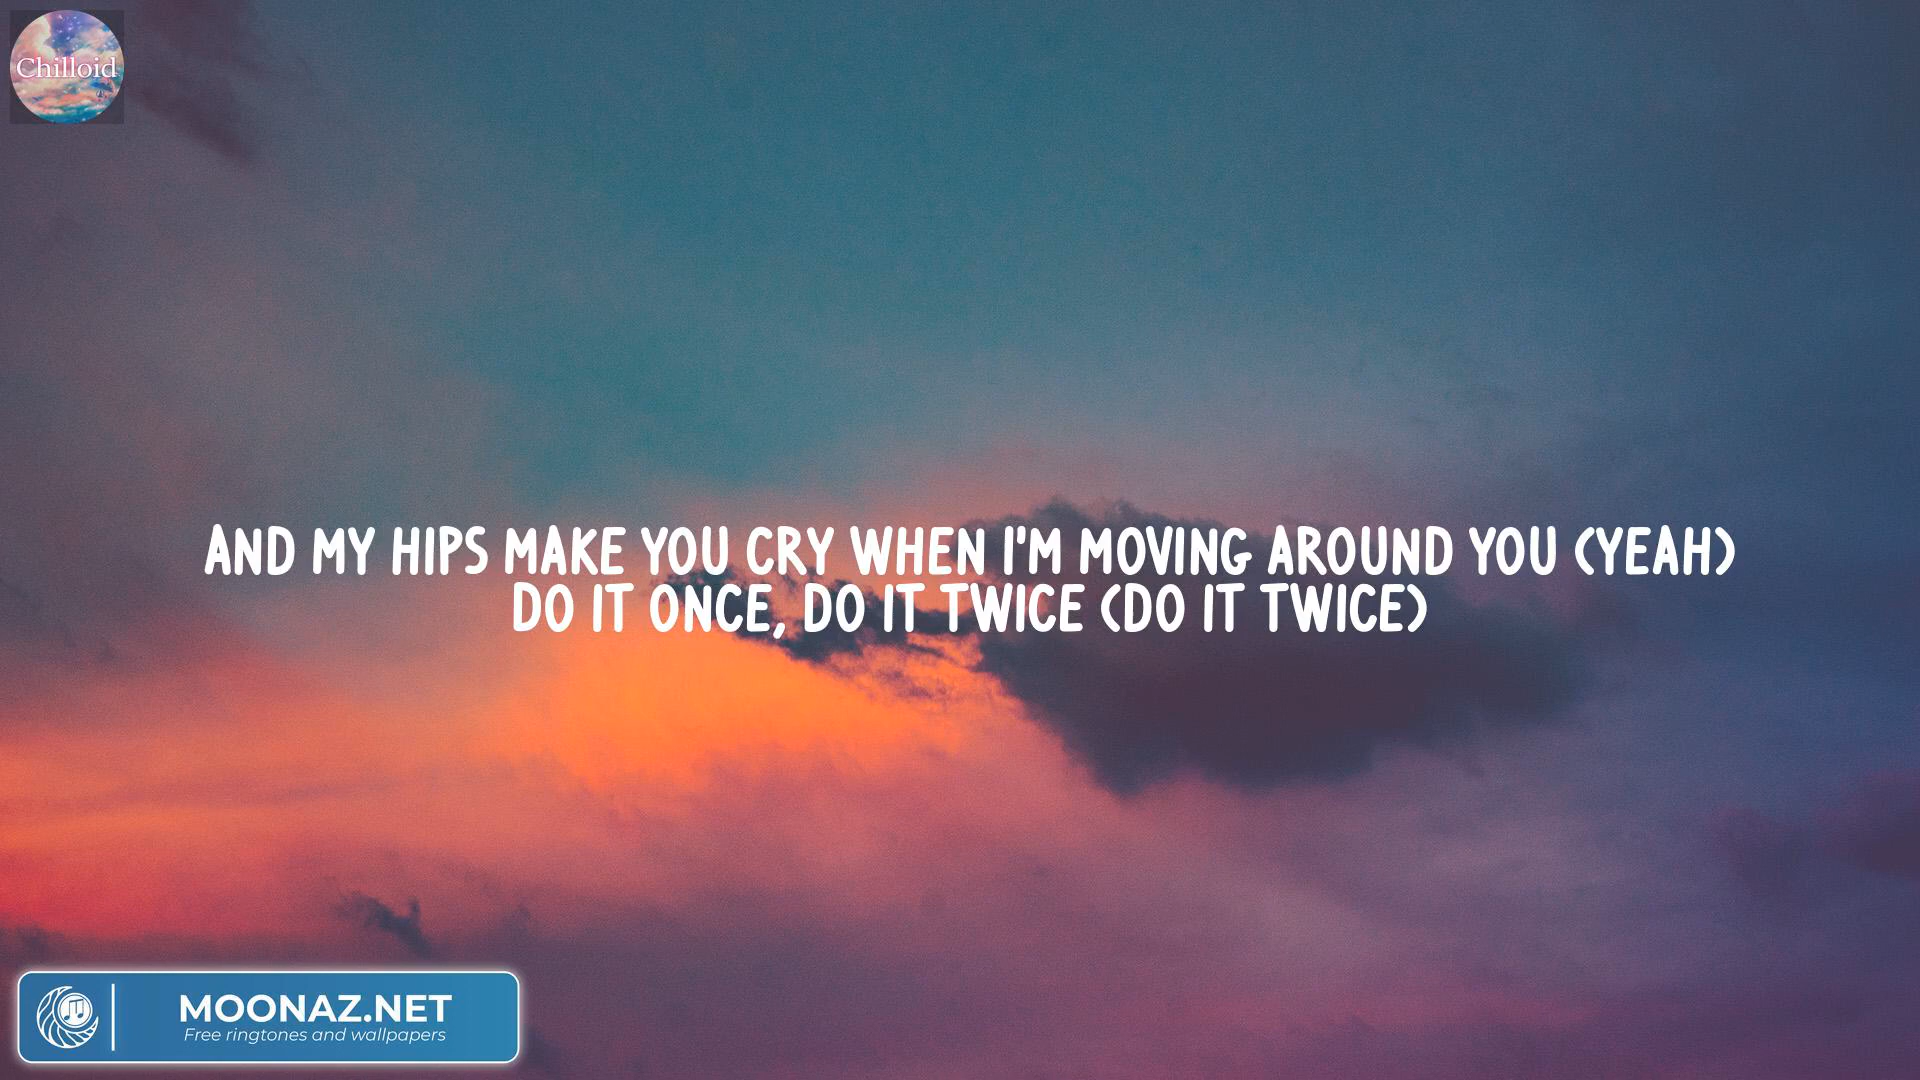 Chilloid
AND MY HIPS MAKE YOU CRY WHEN I'M MOVING AROUND YOU (YEAH)
DO IT ONCE, DO IT TWICE (DO IT TWICE)
MOONAZ.NET
Free ringtones and wallpapers